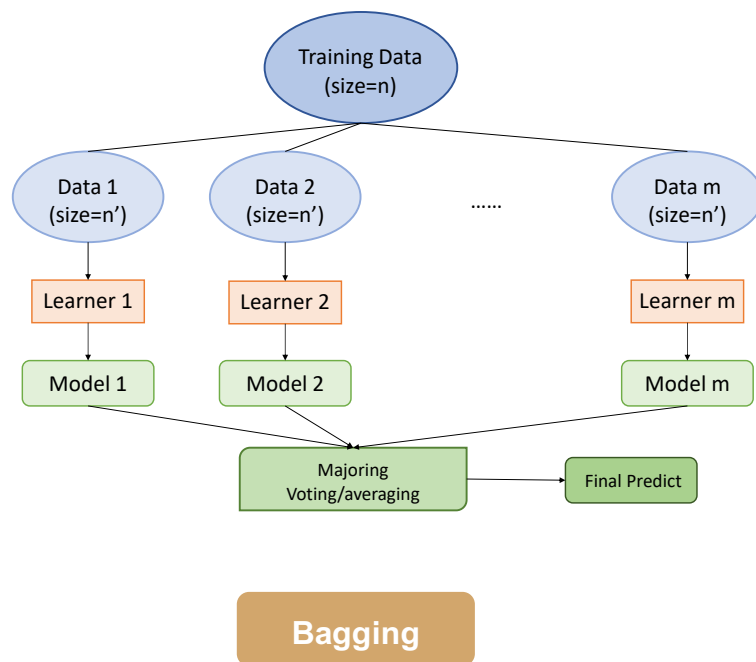 Training Data
(size=n)
Data 1
(size=n’)
Data 2
(size=n’)
……
Data m
(size=n’)
Learner 1
Learner 2
Learner m
Model 1
Model 2
Model m
Majoring
Voting/averaging
Final Predict
Bagging